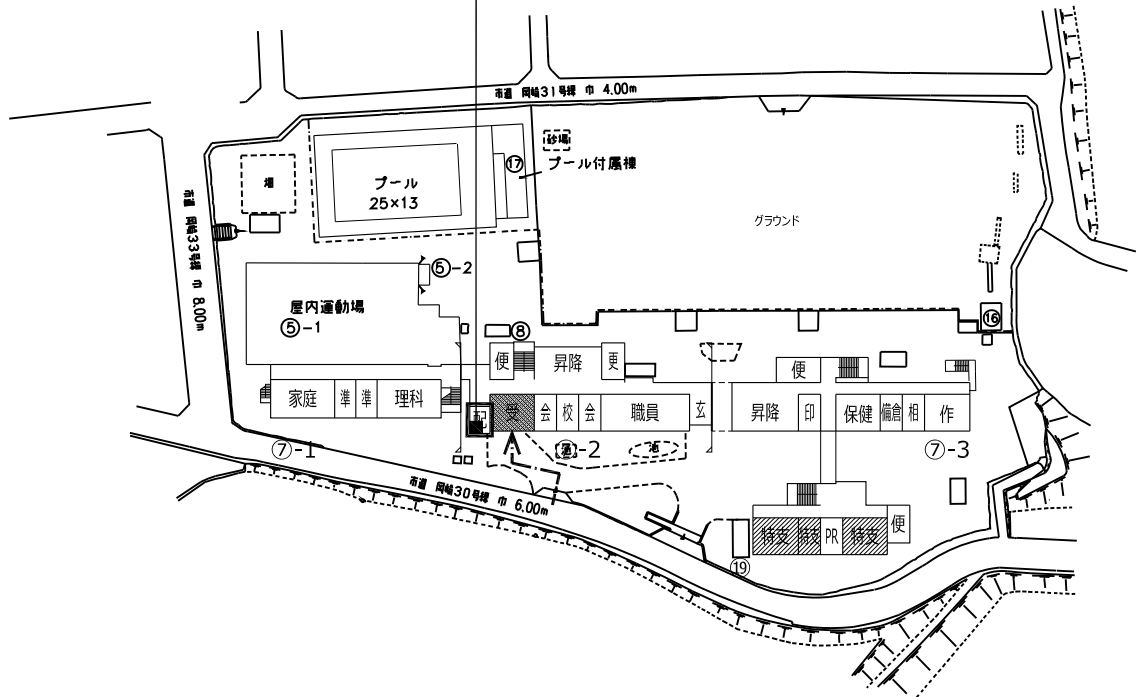 市道 岡崎31号線 巾 4.00m
砂場
⑰
プール付属棟
プール
25×13
グラウンド
市道 岡崎33号線 巾 8.00m
⑤-2
屋内運動場
⑤-1
⑧
⑯
便
昇降
更
便
家庭
準
準
理科
配
受
会
校
会
職員
玄
昇降
印
保健
備倉
相
作
⑦-1
-2
池
⑦-3
市道 岡崎30号線 巾 6.00m
特支
特支
PR
特支
便
⑲